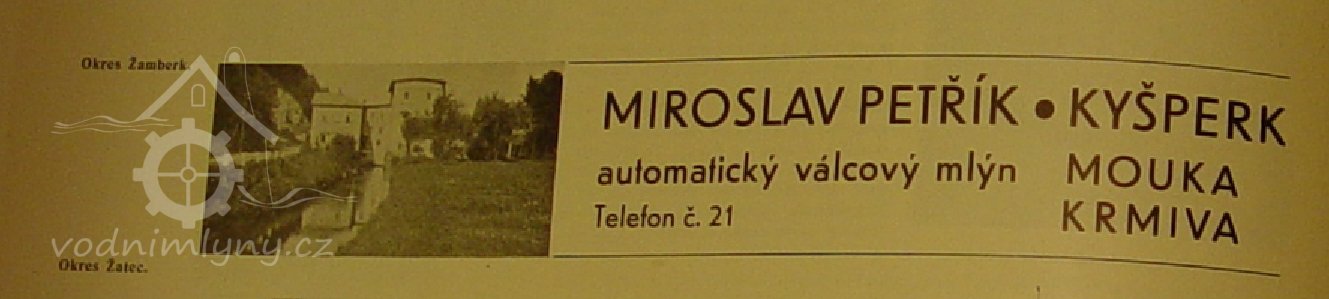 Okres Žamberk.
MIROSLAV PETŘÍK • KYŠPERK
automatický válcový mlýn MOUKA
Telefon č. 21 KRMIVA
vodnimlyny.cz
Okres Žatec.